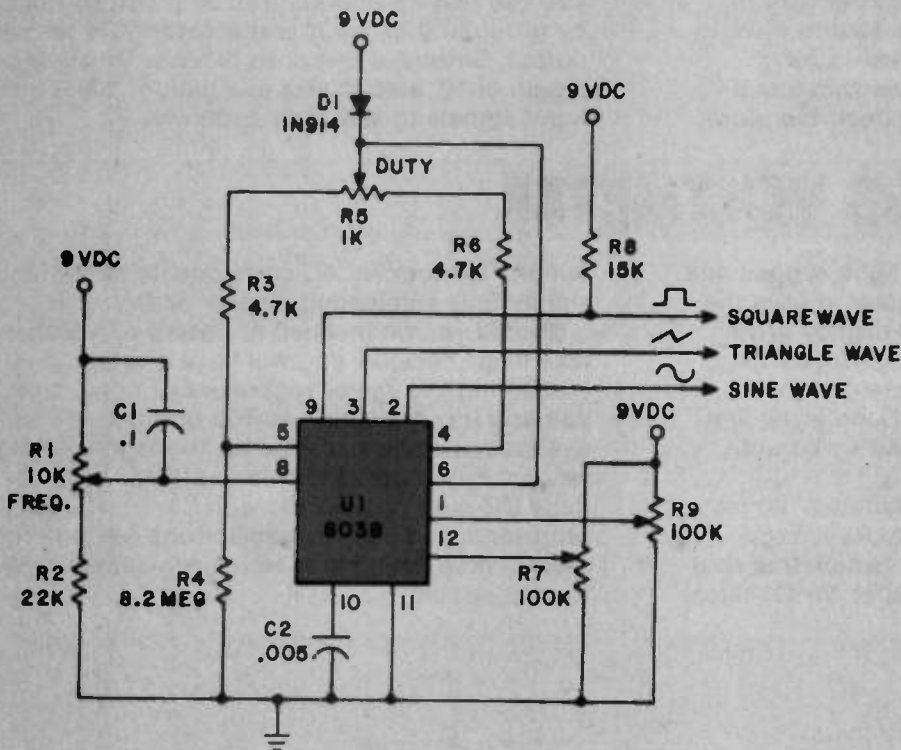 9 VDC
D1
1N914
DUTY
R5
1K
9 VDC
R3
4.7K
R6
4.7K
R8
15K
9 VDC
SQUAREWAVE
TRIANGLE WAVE
SINE WAVE
9VDC
C1
.1
R1
10K
FREQ.
9
3
2
5
8
4
6
1
12
U1
8038
R9
100K
R2
22K
R4
8.2 MEG
10
11
R7
100K
C2
.005